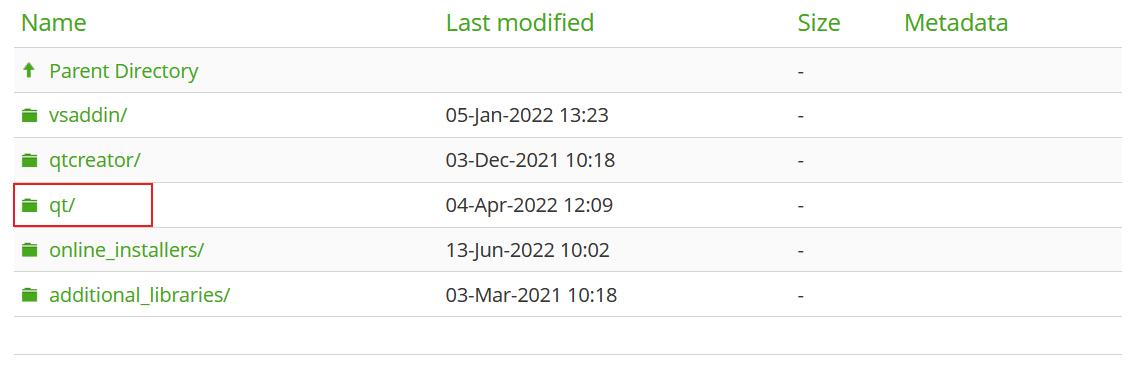 Name Last modified Size Metadata
Parent Directory -
vsaddin/ 05-Jan-2022 13:23 -
qtcreator/ 03-Dec-2021 10:18 -
qt/ 04-Apr-2022 12:09 -
online_installers/ 13-Jun-2022 10:02 -
additional_libraries/ 03-Mar-2021 10:18 -